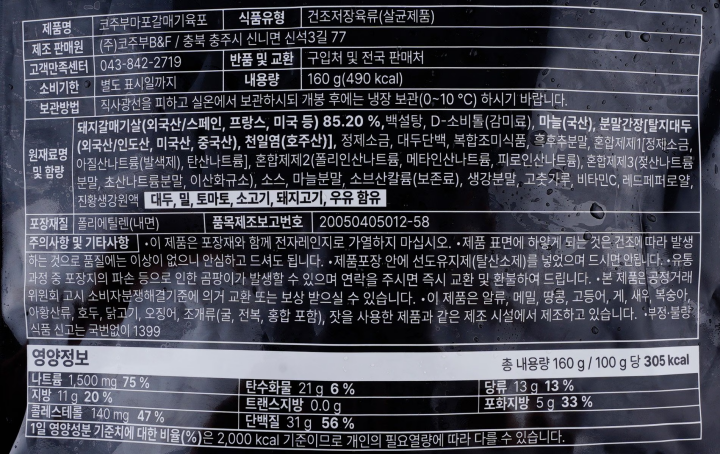 제품명 코주부마포갈매기육포 식품유형 건조저장육류(살균제품)
제조 판매원 (주)코주부B&F / 충북 충주시 신니면 신석3길 77
고객만족센터 043-842-2719 반품 및 교환 구입처 및 전국 판매처
소비기한 별도 표시일까지 내용량 160 g(490 kcal)
보관방법 직사광선을 피하고 실온에서 보관하시되 개봉 후에는 냉장 보관(0~10 ℃) 하시기 바랍니다.
원재료명 및 함량 돼지갈매기살(외국산/스페인, 프랑스, 미국 등) 85.20 %,백설탕, D-소비톨(감미료), 마늘(국산), 분말간장[탈지대두
(외국산/인도산, 미국산, 중국산), 천일염(호주산)], 정제소금, 대두단백, 복합조미식품, 흑후추분말, 혼합제제1[정제소금,
아질산나트륨(발색제), 탄산나트륨], 혼합제제2(폴리인산나트륨, 메타인산나트륨, 피로인산나트륨), 혼합제제3(젖산나트륨
분말, 초산나트륨분말, 이산화규소), 소스, 마늘분말, 소브산칼륨(보존료), 생강분말, 고춧가루, 비타민C, 레드페퍼로얄,
진황생강원액 대두, 밀, 토마토, 소고기, 돼지고기, 우유 함유
포장재질 폴리에틸렌(내면) 품목제조보고번호 20050405012-58
주의사항 및 기타사항 •이 제품은 포장재와 함께 전자레인지로 가열하지 마십시오. •제품 표면에 하얗게 되는 것은 건조에 따라 발생
하는 것으로 품질에는 이상이 없으니 안심하고 드셔도 됩니다. •제품포장 안에 선도유지제(탈산소제)를 넣었으며 드시면 안됩니다. •유통
과정 중 포장지의 파손 등으로 인한 곰팡이가 발생할 수 있으며 연락을 주시면 즉시 교환 및 환불하여 드립니다. •본 제품은 공정거래
위원회 고시 소비자분쟁해결기준에 의거 교환 또는 보상 받으실 수 있습니다. •이 제품은 알류, 메밀, 땅콩, 고등어, 게, 새우, 복숭아,
아황산류, 호두, 닭고기, 오징어, 조개류(굴, 전복, 홍합 포함), 잣을 사용한 제품과 같은 제조 시설에서 제조하고 있습니다. •부정·불량
식품 신고는 국번없이 1399
영양정보 총 내용량 160 g / 100 g 당 305 kcal
나트륨 1,500 mg 75 % 탄수화물 21 g 6 % 당류 13 g 13 %
지방 11 g 20 % 트랜스지방 0.0 g 포화지방 5 g 33 %
콜레스테롤 140 mg 47 % 단백질 31 g 56 %
1일 영양성분 기준치에 대한 비율(%)은 2,000 kcal 기준이므로 개인의 필요열량에 따라 다를 수 있습니다.